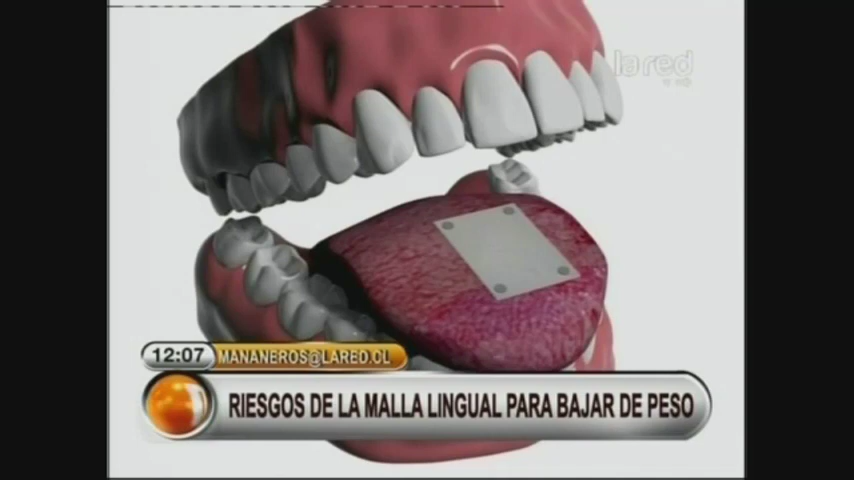 la red
12:07 MANANEROS@LARED.CL
RIESGOS DE LA MALLA LINGUAL PARA BAJAR DE PESO